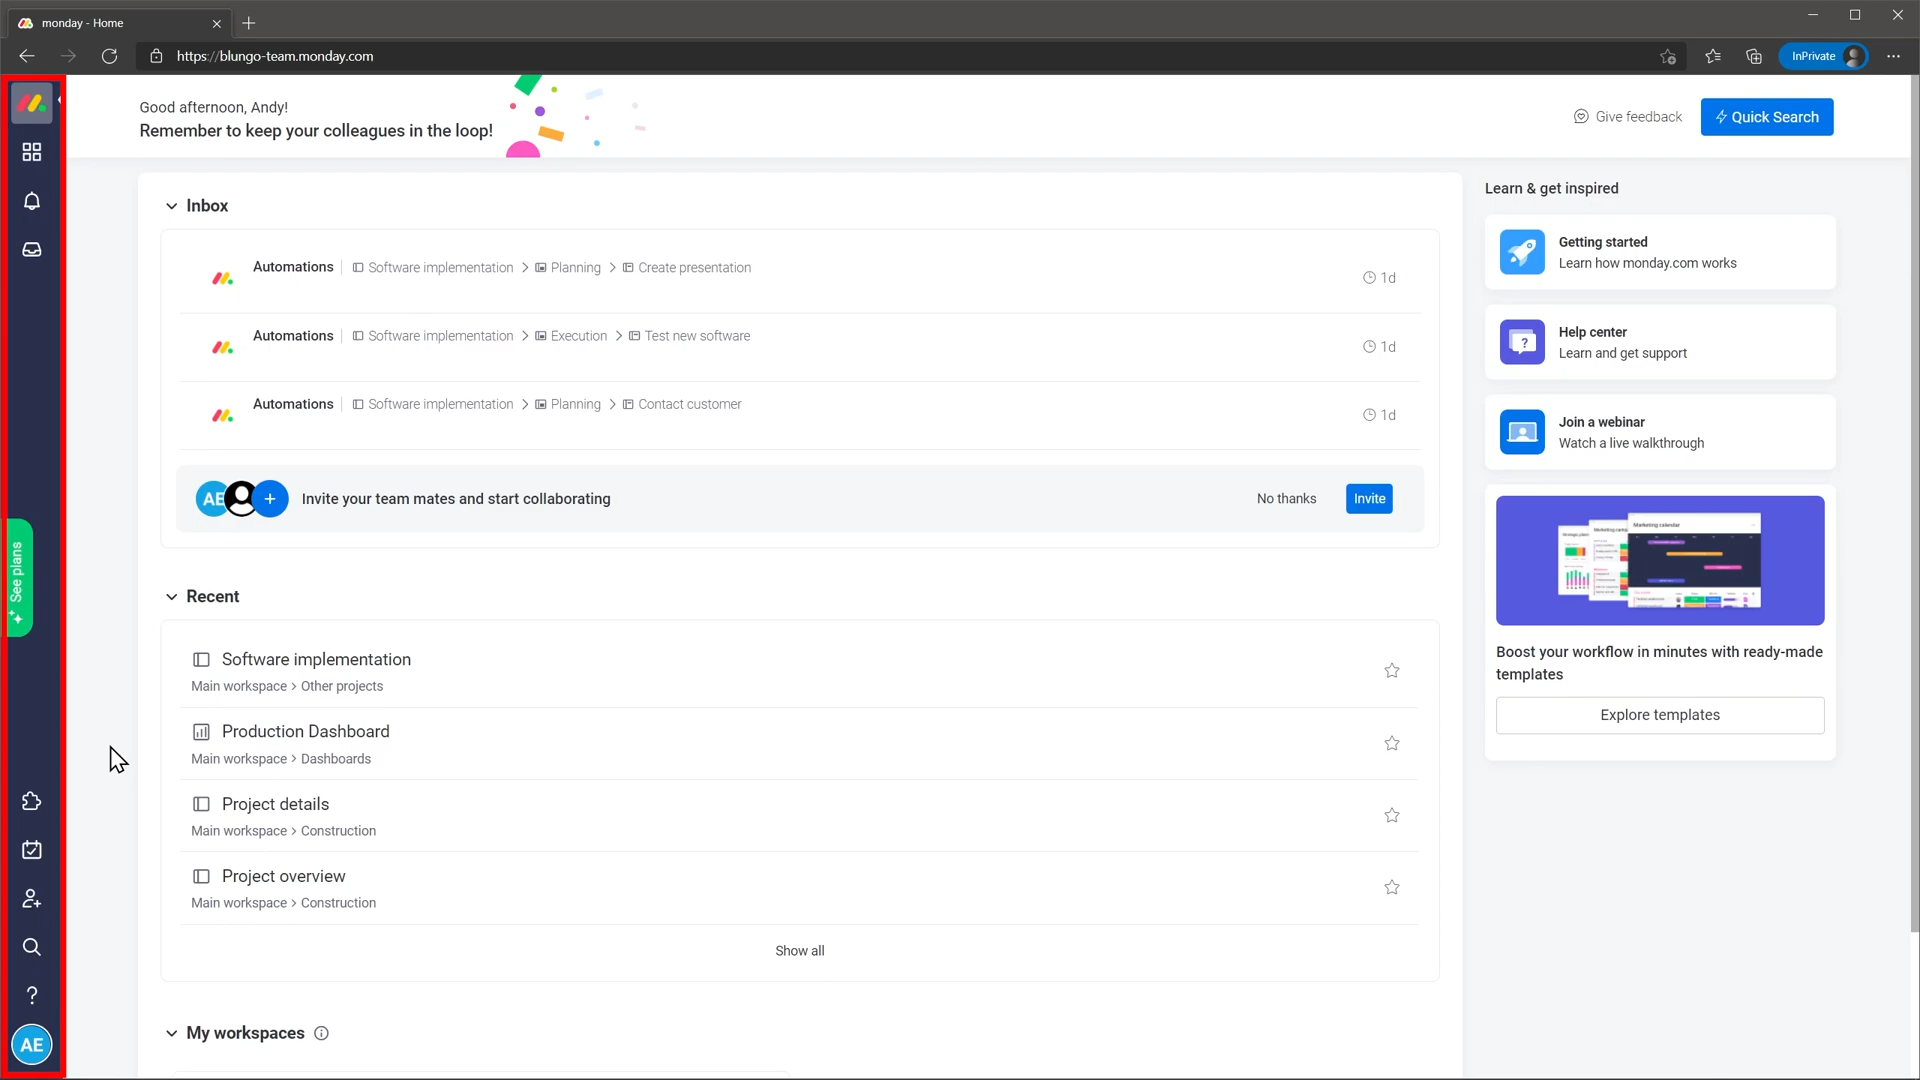 monday - Home
https://blungo-team.monday.com
InPrivate
Good afternoon, Andy!
Remember to keep your colleagues in the loop!
Give feedback
Quick Search
Inbox
Automations Software implementation > Planning > Create presentation
1d
Automations Software implementation > Execution > Test new software
1d
Automations Software implementation > Planning > Contact customer
1d
AE + Invite your team mates and start collaborating
No thanks
Invite
See plans
Recent
Software implementation
Main workspace > Other projects
Production Dashboard
Main workspace > Dashboards
Project details
Main workspace > Construction
Project overview
Main workspace > Construction
Show all
My workspaces
?
AE
Learn & get inspired
Getting started
Learn how monday.com works
Help center
Learn and get support
Join a webinar
Watch a live walkthrough
Marketing calendar
Boost your workflow in minutes with ready-made
templates
Explore templates